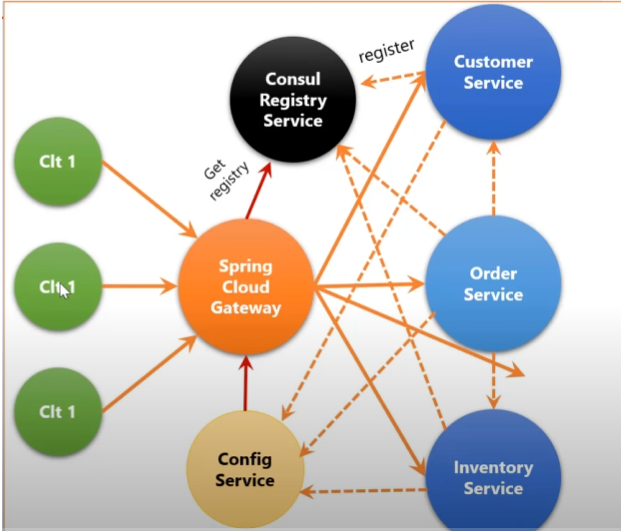 Consul
Registry
Service
register
Customer
Service
Clt 1
Get
registry
Clt 1
Spring
Cloud
Gateway
Order
Service
Clt 1
Config
Service
Inventory
Service